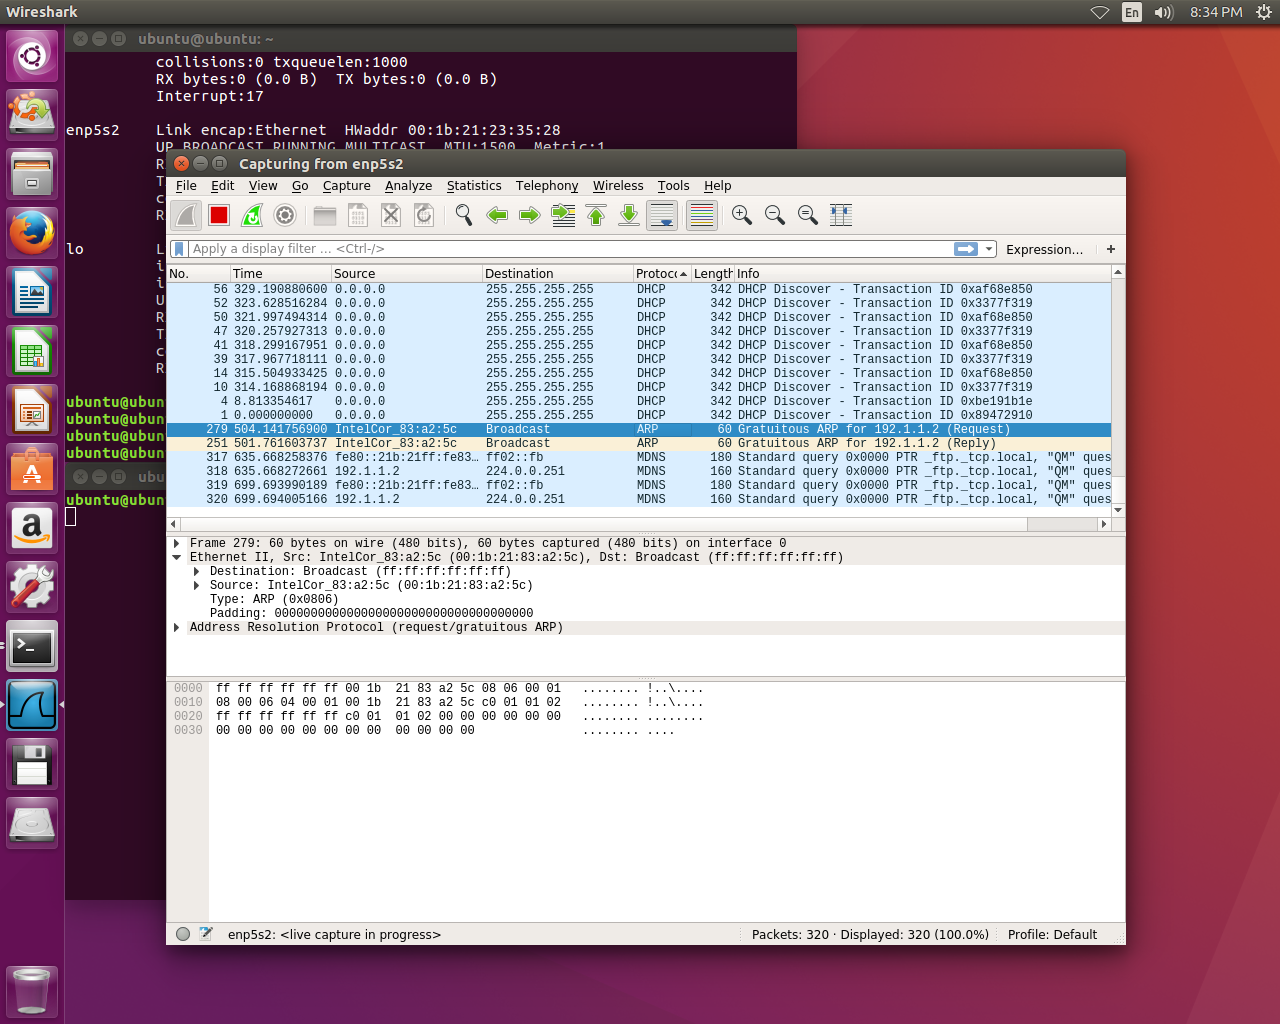 Wireshark
En
8:34 PM
ubuntu@ubuntu: ~
collisions:0 txqueuelen:1000
RX bytes:0 (0.0 B)  TX bytes:0 (0.0 B)
Interrupt:17
enp5s2    Link encap:Ethernet  HWaddr 00:1b:21:23:35:28
UP BROADCAST RUNNING MULTICAST  MTU:1500  Metric:1
lo
ubuntu@ubun
ubuntu@ubun
ubuntu@ubun
ubuntu@ubun
ubun
ubuntu@ubun
Capturing from enp5s2
File Edit View Go Capture Analyze Statistics Telephony Wireless Tools Help
Apply a display filter ... <Ctrl-/>
Expression...
+
No. Time Source Destination Protoc Length Info
56 329.190880600 0.0.0.0 255.255.255.255 DHCP 342 DHCP Discover - Transaction ID 0xaf68e850
52 323.628516284 0.0.0.0 255.255.255.255 DHCP 342 DHCP Discover - Transaction ID 0x3377f319
50 321.997494314 0.0.0.0 255.255.255.255 DHCP 342 DHCP Discover - Transaction ID 0xaf68e850
47 320.257927313 0.0.0.0 255.255.255.255 DHCP 342 DHCP Discover - Transaction ID 0x3377f319
41 318.299167951 0.0.0.0 255.255.255.255 DHCP 342 DHCP Discover - Transaction ID 0xaf68e850
39 317.967718111 0.0.0.0 255.255.255.255 DHCP 342 DHCP Discover - Transaction ID 0x3377f319
14 315.504933425 0.0.0.0 255.255.255.255 DHCP 342 DHCP Discover - Transaction ID 0xaf68e850
10 314.168868194 0.0.0.0 255.255.255.255 DHCP 342 DHCP Discover - Transaction ID 0x3377f319
4 8.813354617 0.0.0.0 255.255.255.255 DHCP 342 DHCP Discover - Transaction ID 0xbe191b1e
1 0.000000000 0.0.0.0 255.255.255.255 DHCP 342 DHCP Discover - Transaction ID 0x89472910
279 504.141756900 IntelCor_83:a2:5c Broadcast ARP 60 Gratuitous ARP for 192.1.1.2 (Request)
251 501.761603737 IntelCor_83:a2:5c Broadcast ARP 60 Gratuitous ARP for 192.1.1.2 (Reply)
317 635.668258376 fe80::21b:21ff:fe83… ff02::fb MDNS 180 Standard query 0x0000 PTR _ftp._tcp.local, "QM" ques
318 635.668272661 192.1.1.2 224.0.0.251 MDNS 160 Standard query 0x0000 PTR _ftp._tcp.local, "QM" ques
319 699.693990189 fe80::21b:21ff:fe83… ff02::fb MDNS 180 Standard query 0x0000 PTR _ftp._tcp.local, "QM" ques
320 699.694005166 192.1.1.2 224.0.0.251 MDNS 160 Standard query 0x0000 PTR _ftp._tcp.local, "QM" ques
Frame 279: 60 bytes on wire (480 bits), 60 bytes captured (480 bits) on interface 0
Ethernet II, Src: IntelCor_83:a2:5c (00:1b:21:83:a2:5c), Dst: Broadcast (ff:ff:ff:ff:ff:ff)
Destination: Broadcast (ff:ff:ff:ff:ff:ff)
Source: IntelCor_83:a2:5c (00:1b:21:83:a2:5c)
Type: ARP (0x0806)
Padding: 000000000000000000000000000000000000
Address Resolution Protocol (request/gratuitous ARP)
0000 ff ff ff ff ff ff 00 1b  21 83 a2 5c 08 06 00 01 ........ !..\....
0010 08 00 06 04 00 01 00 1b  21 83 a2 5c c0 01 01 02 ........ !..\....
0020 ff ff ff ff ff ff c0 01  01 02 00 00 00 00 00 00 ........ ........
0030 00 00 00 00 00 00 00 00  00 00 00 00 ........ ....
enp5s2: <live capture in progress>
Packets: 320 · Displayed: 320 (100.0%)
Profile: Default